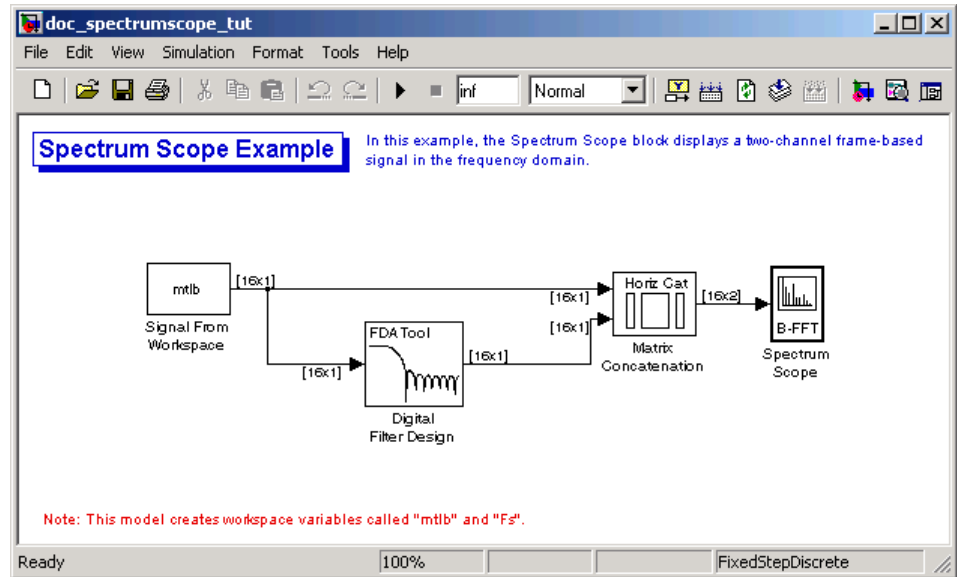 doc_spectrumscope_tut
File Edit View Simulation Format Tools Help
inf Normal
Spectrum Scope Example
In this example, the Spectrum Scope block displays a two-channel frame-based
signal in the frequency domain.
mtlb
[16x1]
Signal From
Workspace
[16x1]
FDA Tool
[16x1]
Digital
Filter Design
[16x1]
[16x1]
Horiz Cat
[16x2]
Matrix
Concatenation
B-FFT
Spectrum
Scope
Note: This model creates workspace variables called "mtlb" and "Fs".
Ready 100% FixedStepDiscrete